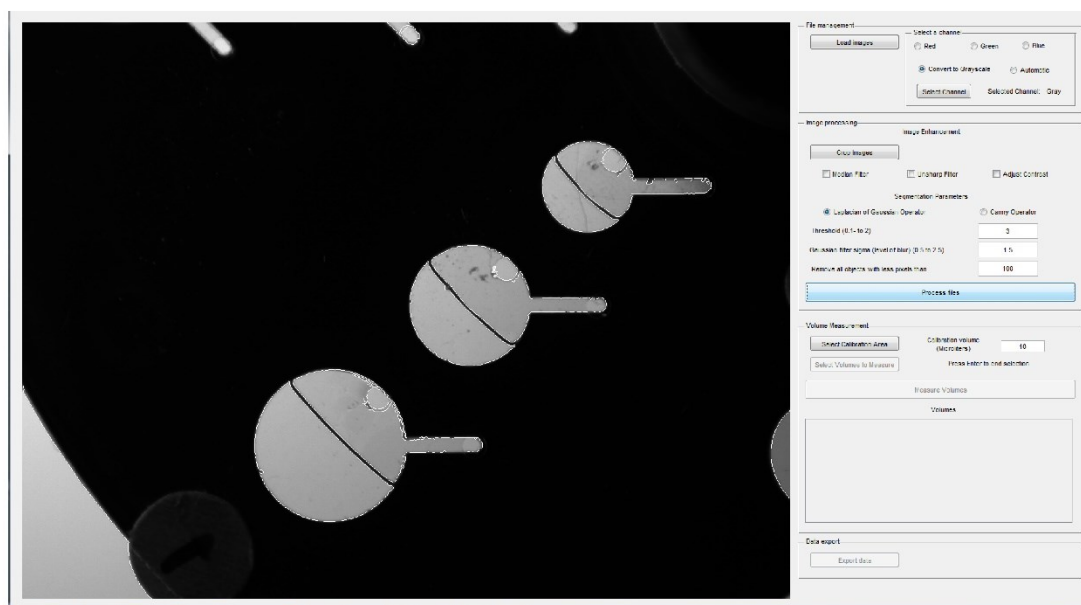 File management
Load images
Select a channel
Red
Green
Blue
Convert to Grayscale
Automatic
Select Channel
Selected Channel: Gray
Image processing
Image Enhancement
Crop Images
Median Filter
Unsharp Filter
Adjust Contrast
Segmentation Parameters
Laplacian of Gaussian Operator
Canny Operator
Threshold (0.1- to 2)
3
Gaussian filter sigma (level of blur) (0.5 to 2.5)
1.5
Remove all objects with less pixels than
100
Process files
Volume Measurement
Select Calibration Area
Calibration volume
(Microliters)
10
Select Volumes to Measure
Press Enter to end selection
Measure Volumes
Volumes
Data export
Export data